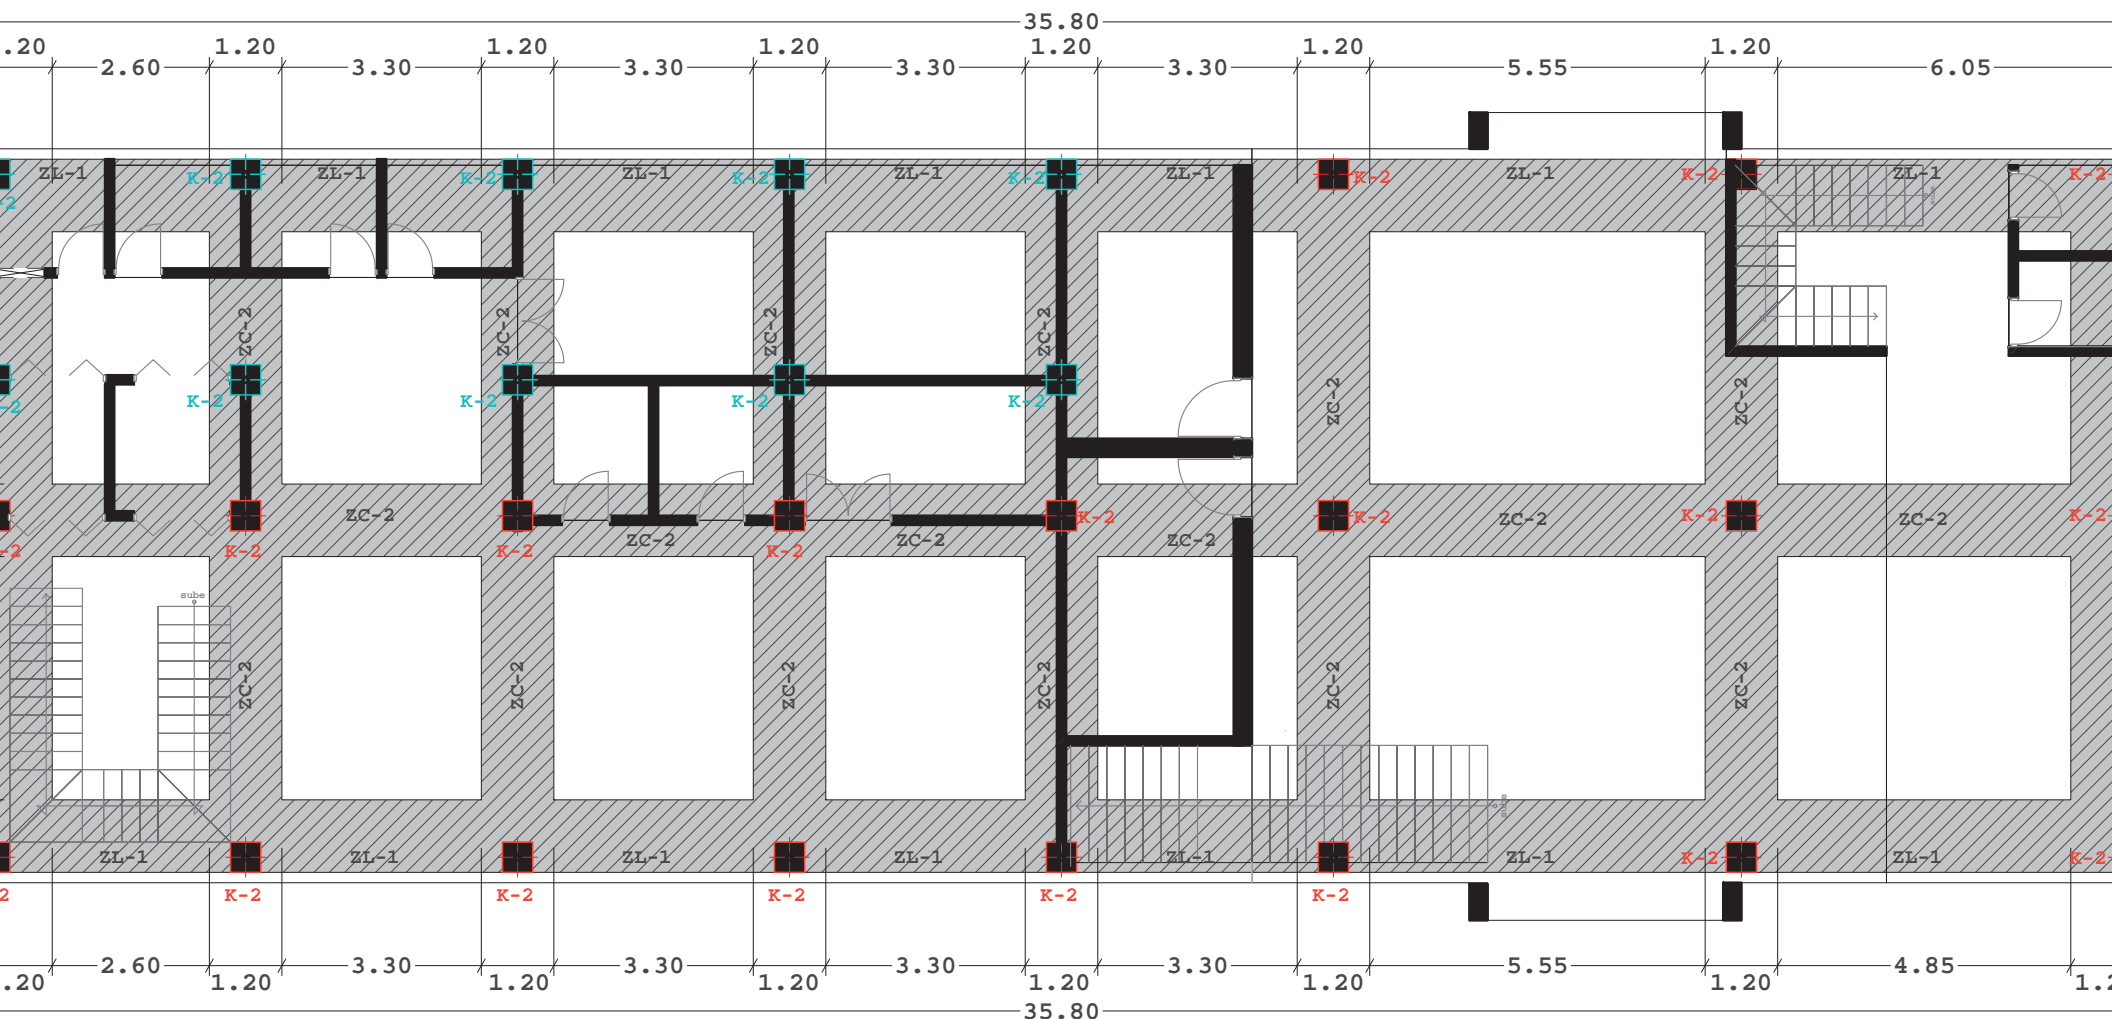 35.80
.20 1.20 1.20 1.20 1.20 1.20 1.20
2.60 3.30 3.30 3.30 3.30 5.55 6.05
ZL-1 K-2 ZL-1 K-2 ZL-1 K-2 ZL-1 K-2 ZL-1 K-2 ZL-1 K-2 ZL-1 K-2
-2
sube
ZC-2 ZC-2 ZC-2 ZC-2 ZC-2 ZC-2
-2 K-2 K-2 K-2 K-2
ZC-2 K-2 K-2 ZC-2 K-2 ZC-2 K-2
-2 K-2 K-2 ZC-2 K-2 ZC-2 ZC-2
sube
ZC-2 ZC-2 ZC-2 ZC-2 ZC-2 ZC-2
sube
ZL-1 ZL-1 ZL-1 ZL-1 ZL-1 ZL-1 K-2 ZL-1 K-2
2 K-2 K-2 K-2 K-2 K-2
2.60 3.30 3.30 3.30 3.30 5.55 4.85
.20 1.20 1.20 1.20 1.20 1.20 1.20 1.2
35.80